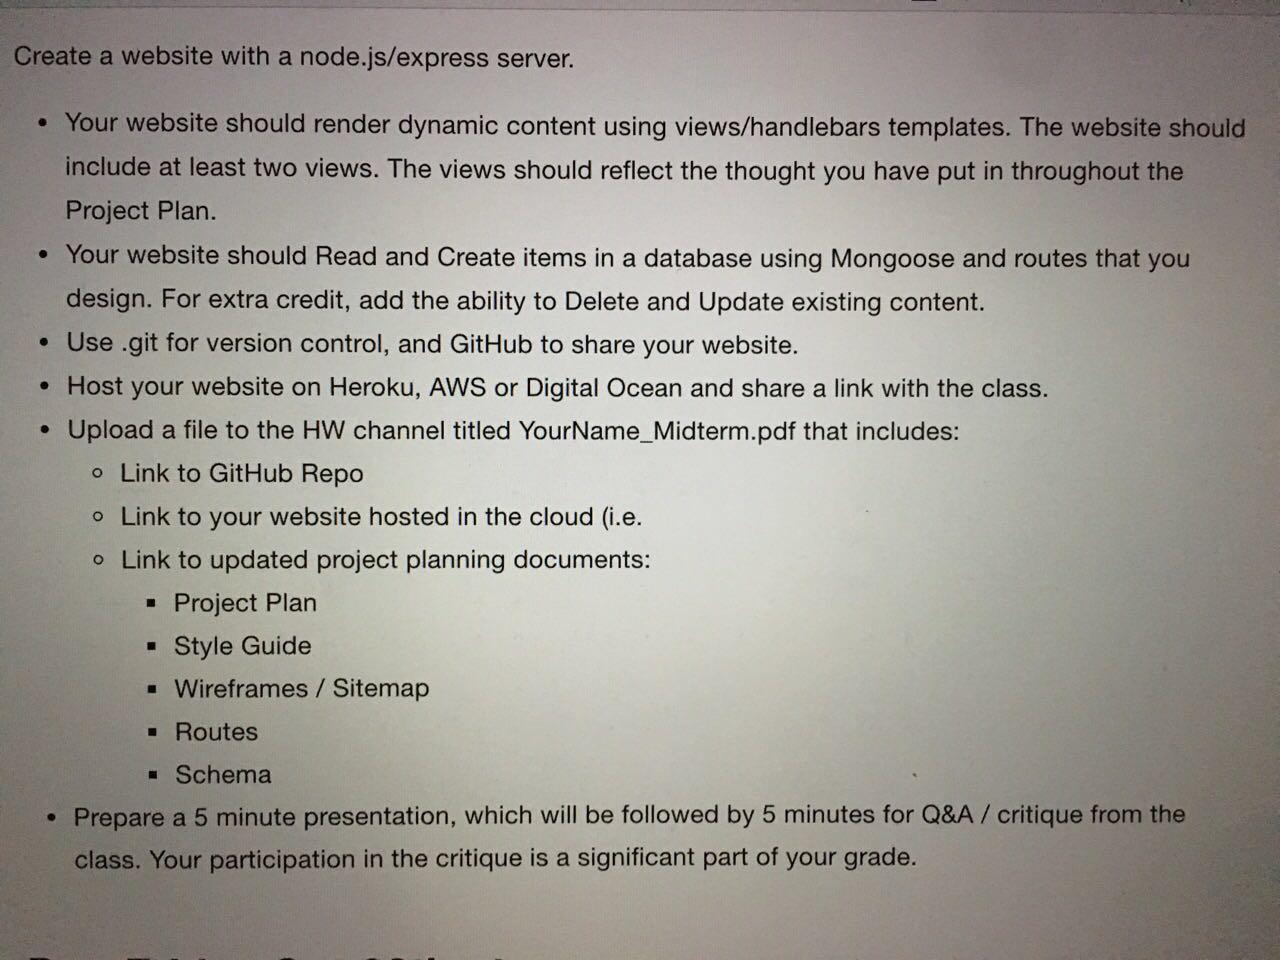 Create a website with a node.js/express server.
• Your website should render dynamic content using views/handlebars templates. The website should
include at least two views. The views should reflect the thought you have put in throughout the
Project Plan.
• Your website should Read and Create items in a database using Mongoose and routes that you
design. For extra credit, add the ability to Delete and Update existing content.
• Use .git for version control, and GitHub to share your website.
• Host your website on Heroku, AWS or Digital Ocean and share a link with the class.
• Upload a file to the HW channel titled YourName_Midterm.pdf that includes:
○ Link to GitHub Repo
○ Link to your website hosted in the cloud (i.e.
○ Link to updated project planning documents:
▪ Project Plan
▪ Style Guide
▪ Wireframes / Sitemap
▪ Routes
▪ Schema
• Prepare a 5 minute presentation, which will be followed by 5 minutes for Q&A / critique from the
class. Your participation in the critique is a significant part of your grade.